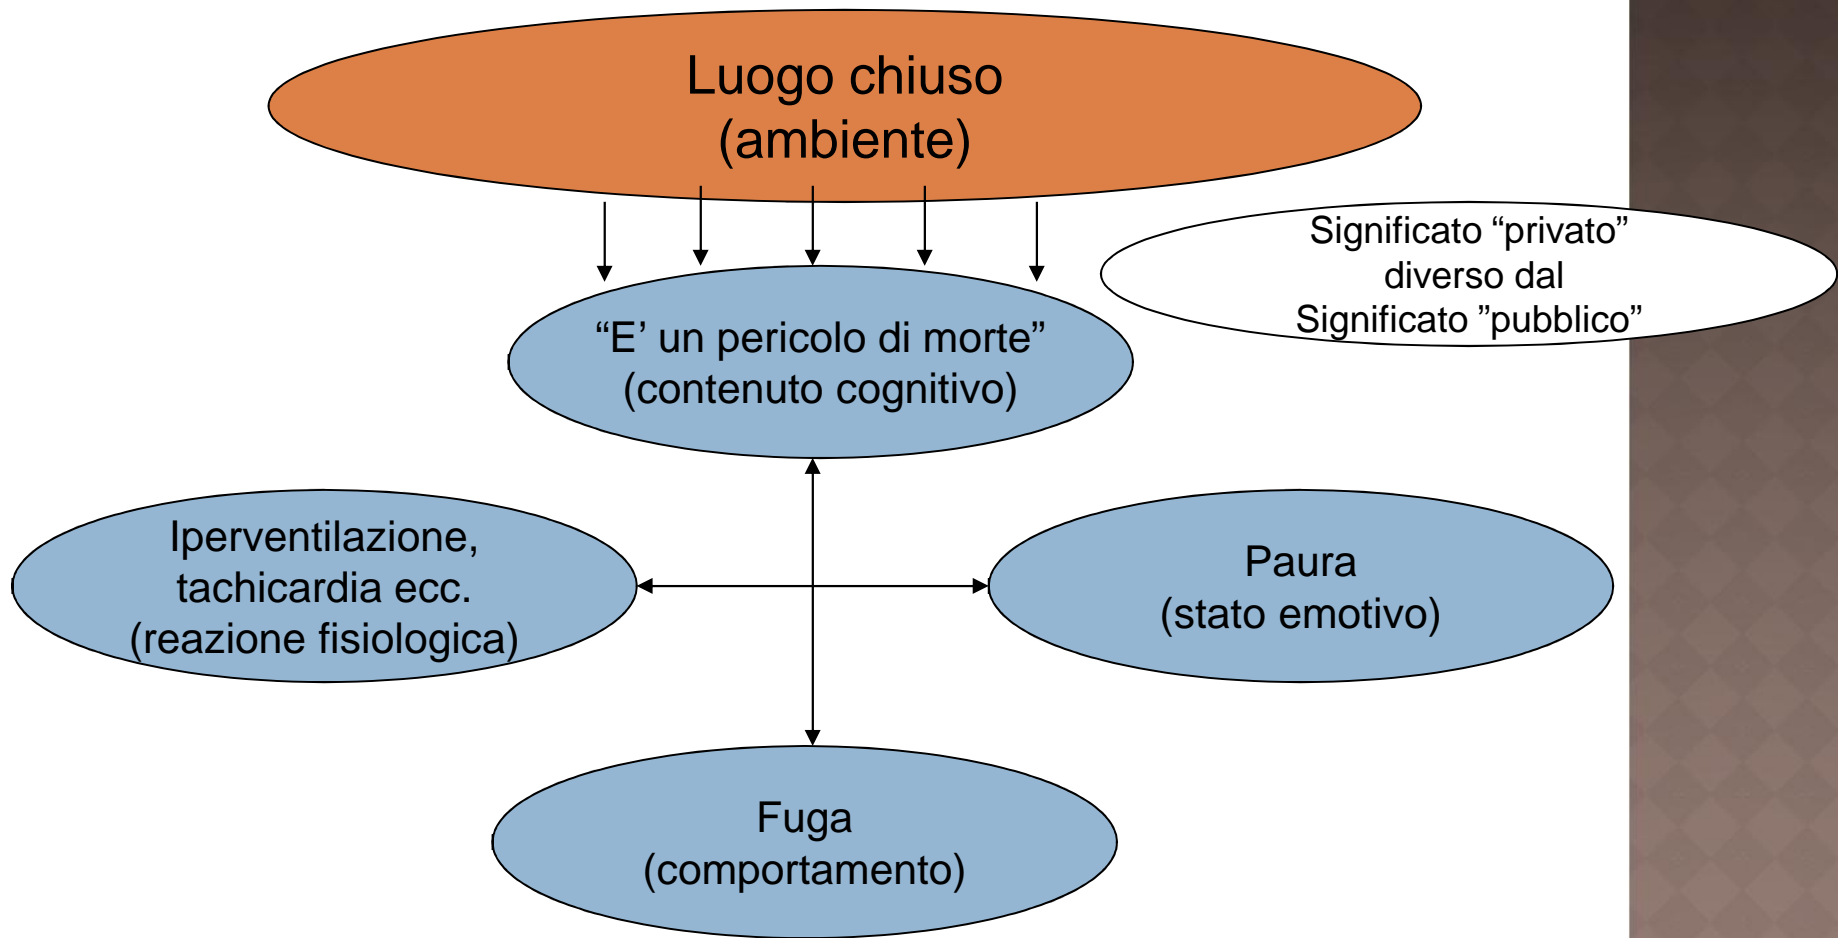 Luogo chiuso
(ambiente)
Significato “privato”
diverso dal
Significato ”pubblico”
“E’ un pericolo di morte”
(contenuto cognitivo)
Iperventilazione,
tachicardia ecc.
(reazione fisiologica)
Paura
(stato emotivo)
Fuga
(comportamento)